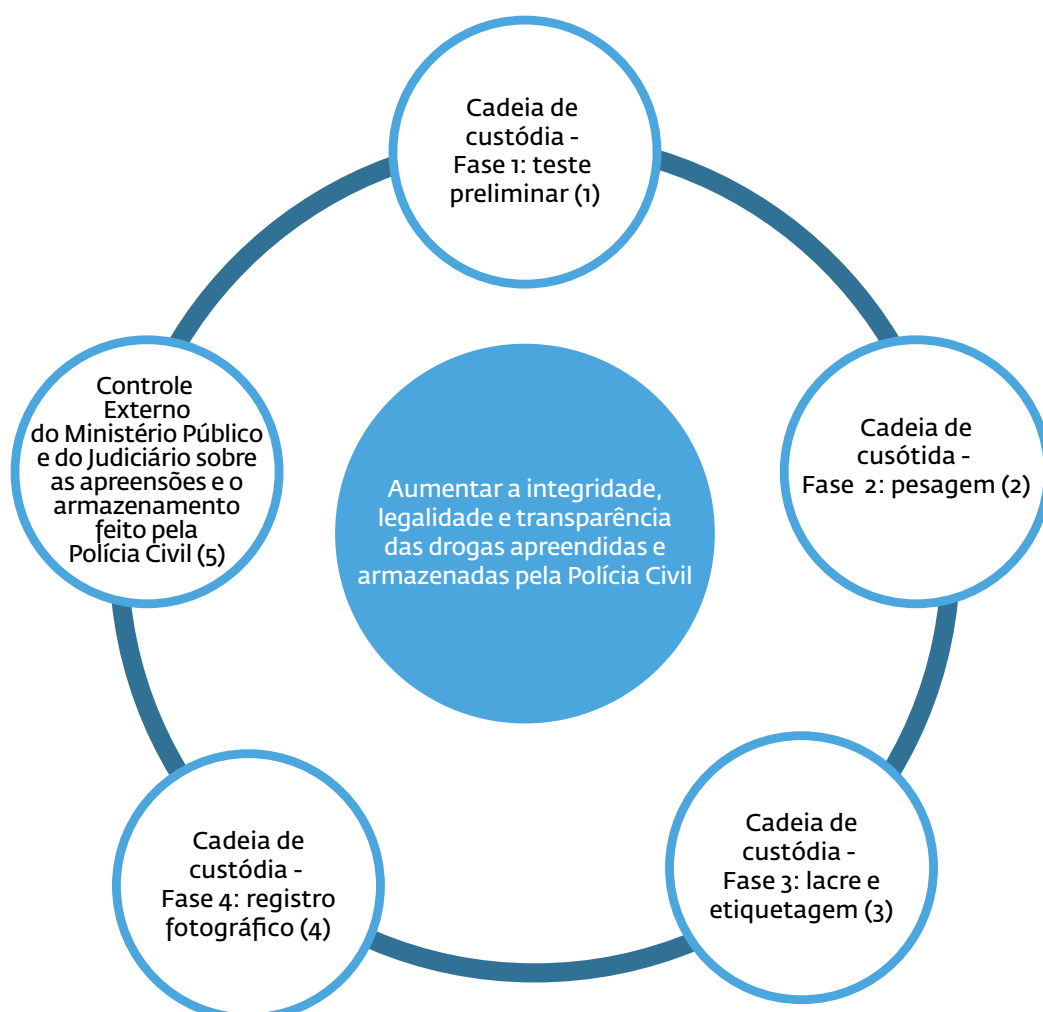 Cadeia de
custódia -
Fase 1: teste
preliminar (1)
Cadeia de
cusótida -
Fase 2: pesagem (2)
Cadeia de
custódia -
Fase 3: lacre e
etiquetagem (3)
Cadeia de
custódia -
Fase 4: registro
fotográfico (4)
Controle
Externo
do Ministério Público
e do Judiciário sobre
as apreensões e o
armazenamento
feito pela
Polícia Civil (5)
Aumentar a integridade,
legalidade e transparência
das drogas apreendidas e
armazenadas pela Polícia Civil